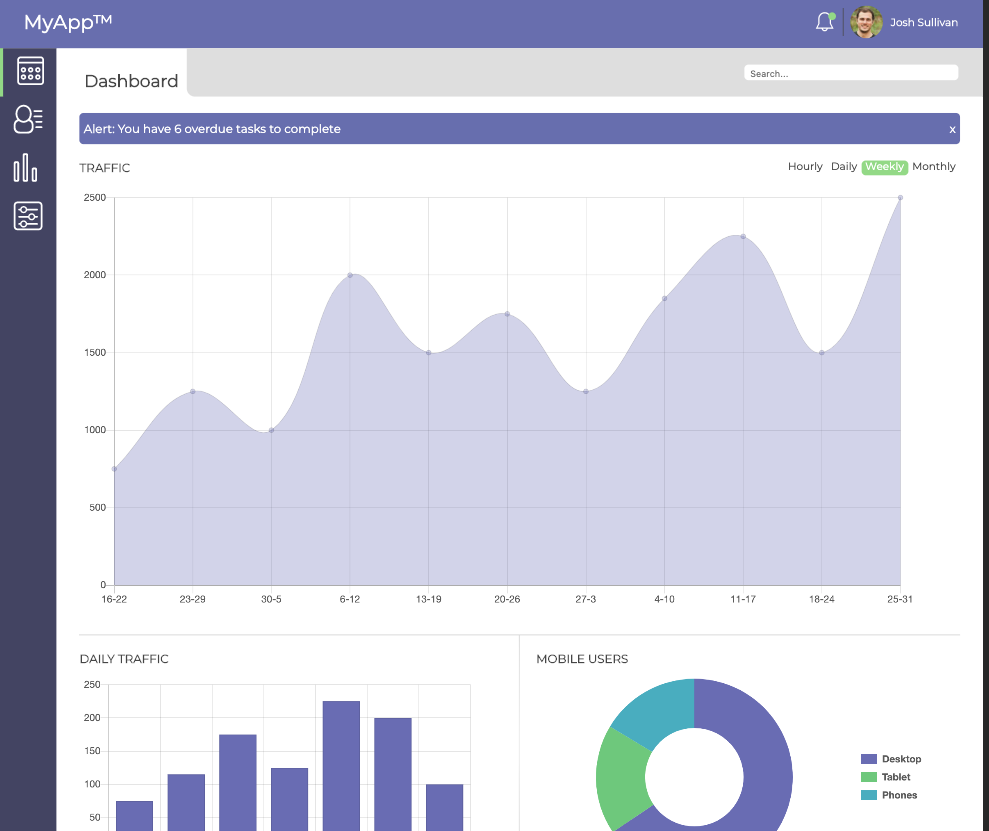 MyApp™
Josh Sullivan
Dashboard
Search...
Alert: You have 6 overdue tasks to complete
x
TRAFFIC
Hourly Daily Weekly Monthly
2500
2000
1500
1000
500
0
16-22 23-29 30-5 6-12 13-19 20-26 27-3 4-10 11-17 18-24 25-31
DAILY TRAFFIC
250
200
150
100
50
MOBILE USERS
Desktop
Tablet
Phones